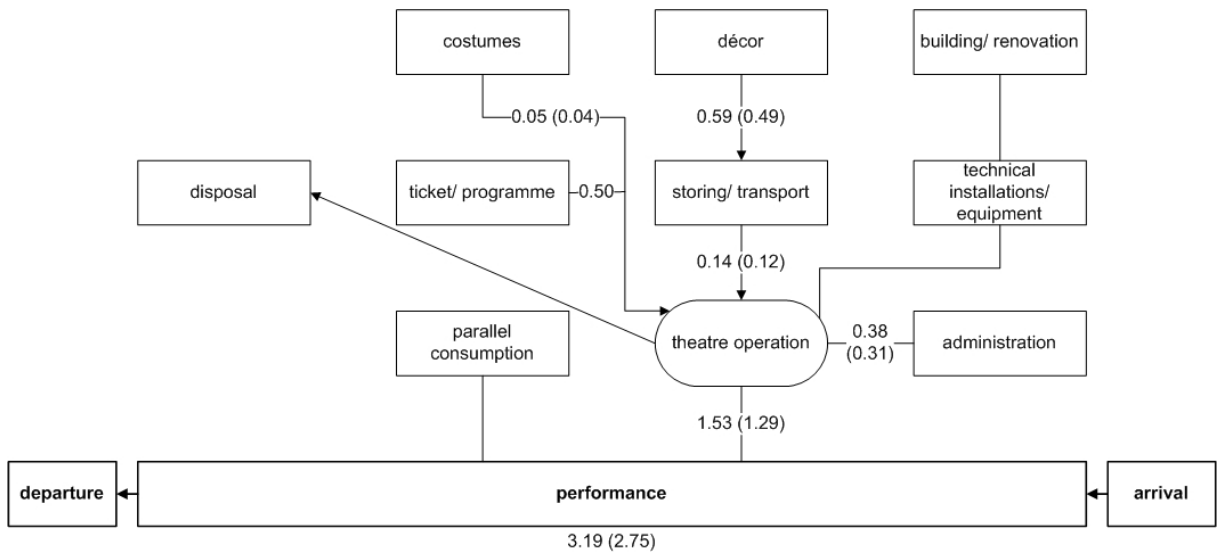 costumes
décor
building/ renovation
0.05 (0.04)
0.59 (0.49)
disposal
ticket/ programme
0.50
storing/ transport
technical
installations/
equipment
0.14 (0.12)
parallel
consumption
theatre operation
0.38
(0.31)
administration
1.53 (1.29)
departure
performance
arrival
3.19 (2.75)